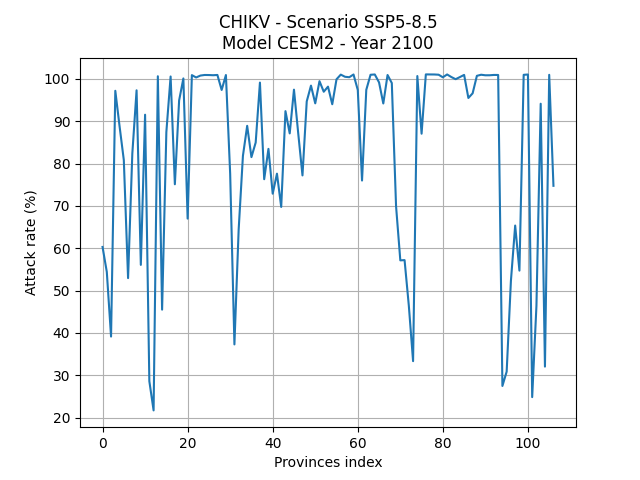 CHIKV - Scenario SSP5-8.5
Model CESM2 - Year 2100
Attack rate (%)
100
90
80
70
60
50
40
30
20
0 20 40 60 80 100
Provinces index